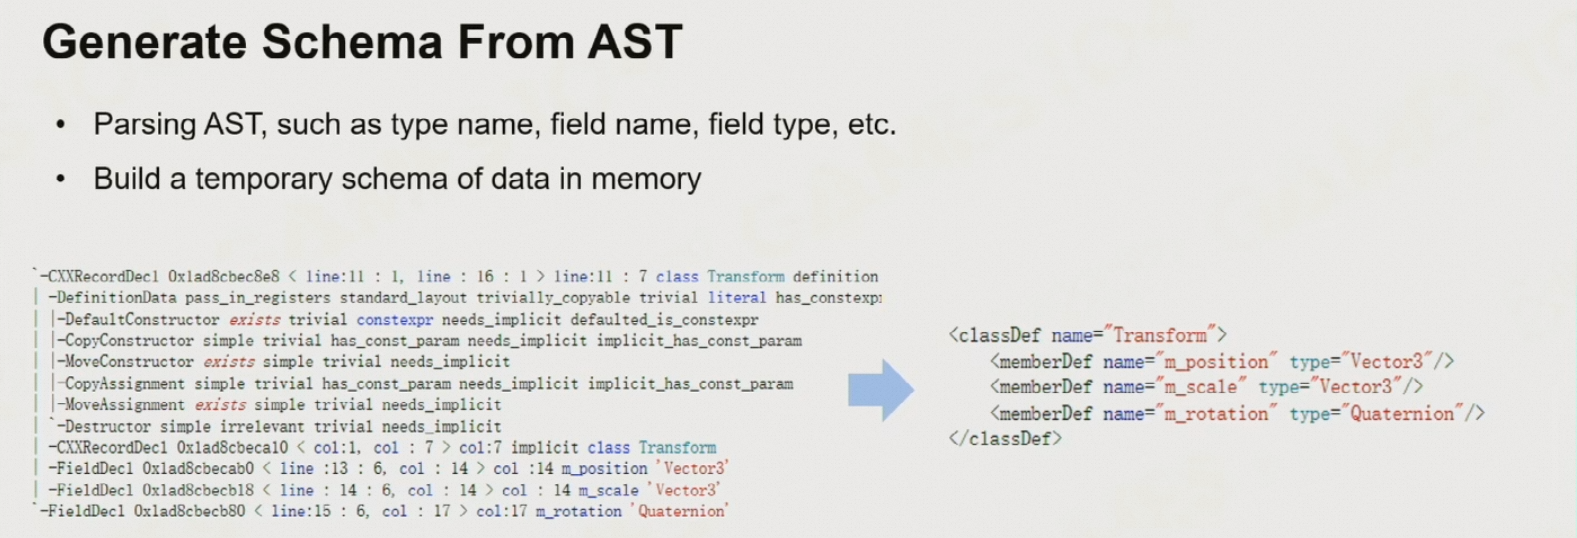 Generate Schema From AST
• Parsing AST, such as type name, field name, field type, etc.
• Build a temporary schema of data in memory
`-CXXRecordDecl 0x1ad8cbec8e8 < line:11 : 1, line : 16 : 1 > line:11 : 7 class Transform definition
| -DefinitionData pass_in_registers standard_layout trivially_copyable trivial literal has_constexp
| |-DefaultConstructor exists trivial constexpr needs_implicit defaulted_is_constexpr
| |-CopyConstructor simple trivial has_const_param needs_implicit implicit_has_const_param
| |-MoveConstructor exists simple trivial needs_implicit
| |-CopyAssignment simple trivial has_const_param needs_implicit implicit_has_const_param
| |-MoveAssignment exists simple trivial needs_implicit
| `-Destructor simple irrelevant trivial needs_implicit
| -CXXRecordDecl 0x1ad8cbeca10 < col:1, col : 7 > col:7 implicit class Transform
| -FieldDecl 0x1ad8cbecab0 < line :13 : 6, col : 14 > col :14 m_position 'Vector3'
| -FieldDecl 0x1ad8cbecb18 < line : 14 : 6, col : 14 > col : 14 m_scale 'Vector3'
`-FieldDecl 0x1ad8cbecb80 < line:15 : 6, col : 17 > col:17 m_rotation 'Quaternion'
<classDef name="Transform">
<memberDef name="m_position" type="Vector3"/>
<memberDef name="m_scale" type="Vector3"/>
<memberDef name="m_rotation" type="Quaternion"/>
</classDef>